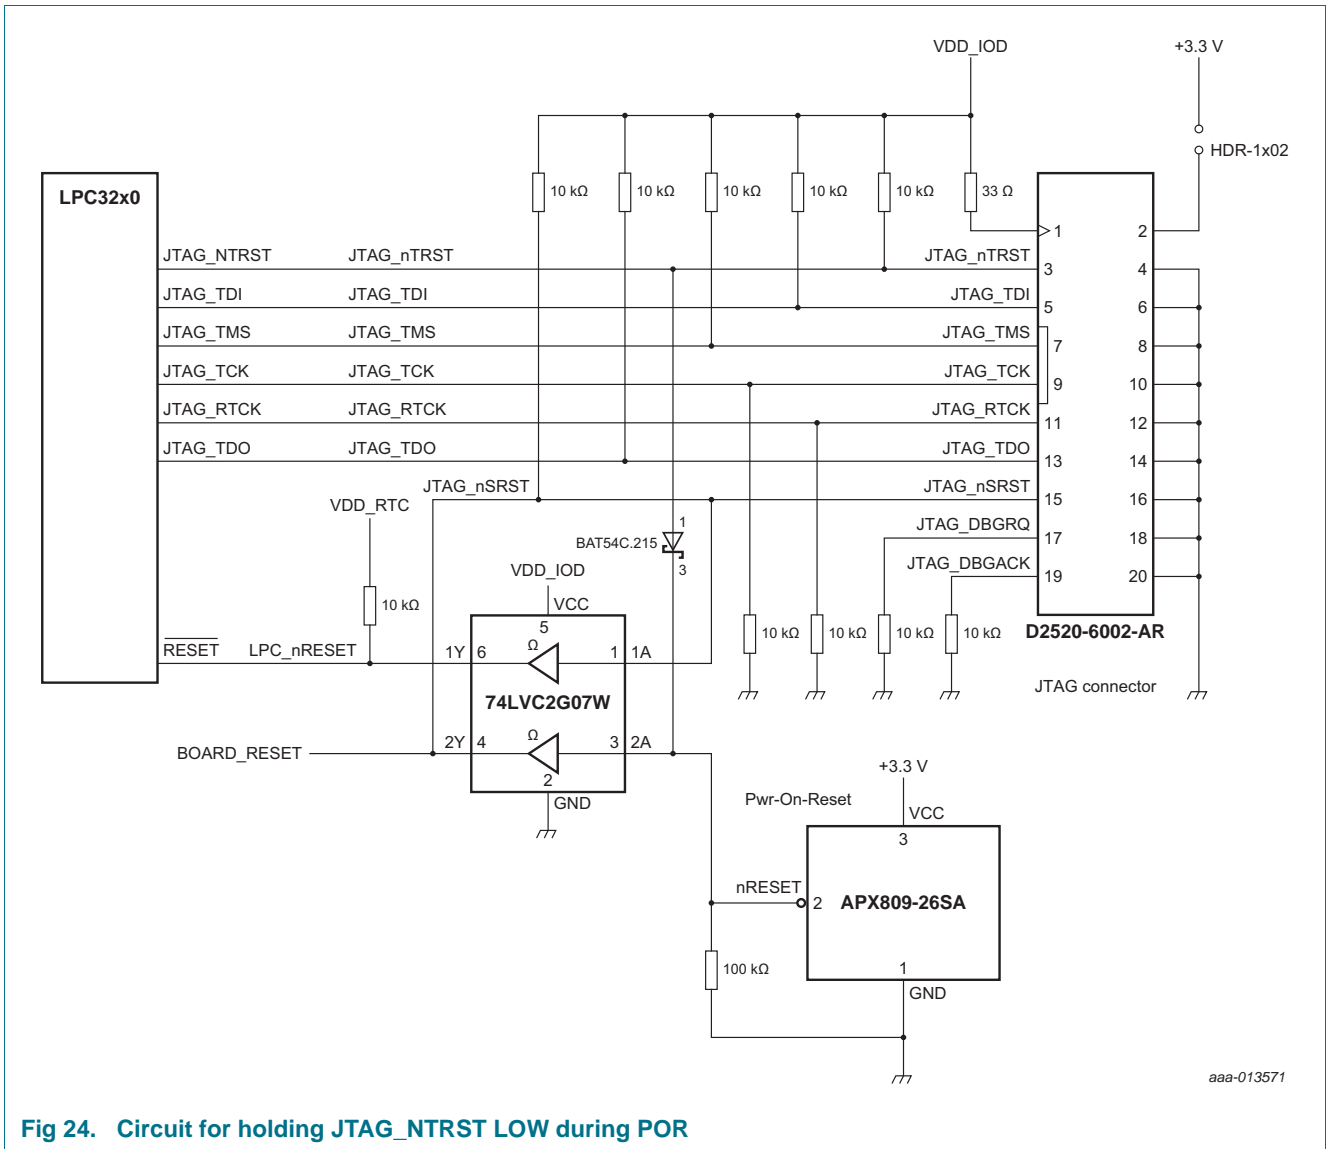 VDD_IOD
+3.3 V
HDR-1x02
LPC32x0
10 kΩ
10 kΩ
10 kΩ
10 kΩ
10 kΩ
33 Ω
1 2
JTAG_NTRST JTAG_nTRST JTAG_nTRST 3 4
JTAG_TDI JTAG_TDI JTAG_TDI 5 6
JTAG_TMS JTAG_TMS JTAG_TMS 7 8
JTAG_TCK JTAG_TCK JTAG_TCK 9 10
JTAG_RTCK JTAG_RTCK JTAG_RTCK 11 12
JTAG_TDO JTAG_TDO JTAG_TDO 13 14
JTAG_nSRST JTAG_nSRST 15 16
VDD_RTC
JTAG_DBGRQ 17 18
1
BAT54C.215
3
JTAG_DBGACK 19 20
VDD_IOD
VCC
5
10 kΩ
10 kΩ
10 kΩ
10 kΩ
10 kΩ
D2520-6002-AR
JTAG connector
RESET LPC_nRESET 1Y 6 Ω 1 1A
74LVC2G07W
BOARD_RESET 2Y 4 Ω 3 2A
2
GND
+3.3 V
Pwr-On-Reset
VCC
3
nRESET 2 APX809-26SA
100 kΩ
1
GND
aaa-013571
Fig 24. Circuit for holding JTAG_NTRST LOW during POR